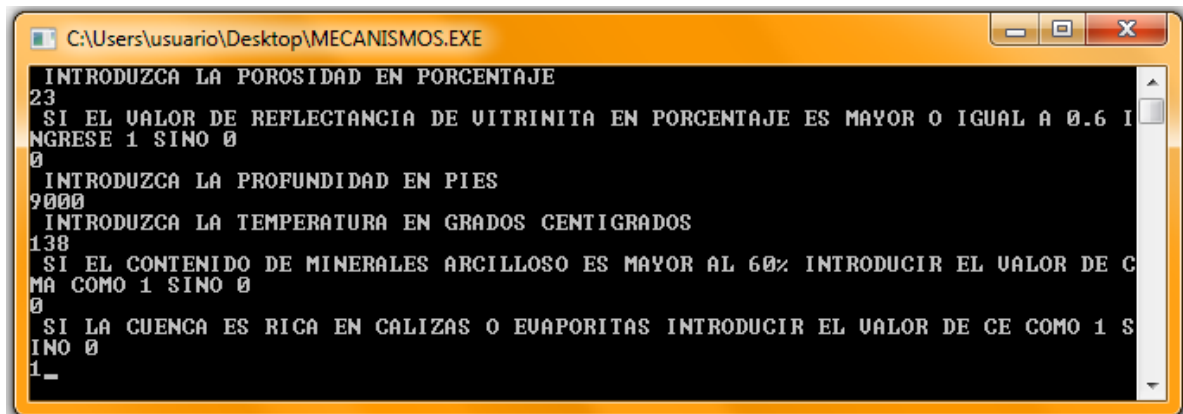 C:\Users\usuario\Desktop\MECANISMOS.EXE
INTRODUZCA LA POROSIDAD EN PORCENTAJE
23
SI EL VALOR DE REFLECTANCIA DE VITRINITA EN PORCENTAJE ES MAYOR O IGUAL A 0.6 I
NGRESE 1 SINO 0
0
INTRODUZCA LA PROFUNDIDAD EN PIES
9000
INTRODUZCA LA TEMPERATURA EN GRADOS CENTIGRADOS
138
SI EL CONTENIDO DE MINERALES ARCILLOSO ES MAYOR AL 60% INTRODUCIR EL VALOR DE C
MA COMO 1 SINO 0
0
SI LA CUENCA ES RICA EN CALIZAS O EVAPORITAS INTRODUCIR EL VALOR DE CE COMO 1 S
INO 0
1_